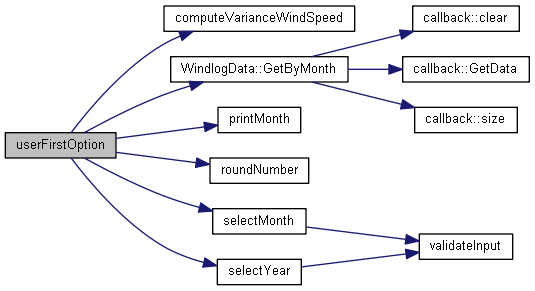 computeVarianceWindSpeed
callback::clear
WindlogData::GetByMonth
callback::GetData
printMonth
callback::size
userFirstOption
roundNumber
selectMonth
validateInput
selectYear